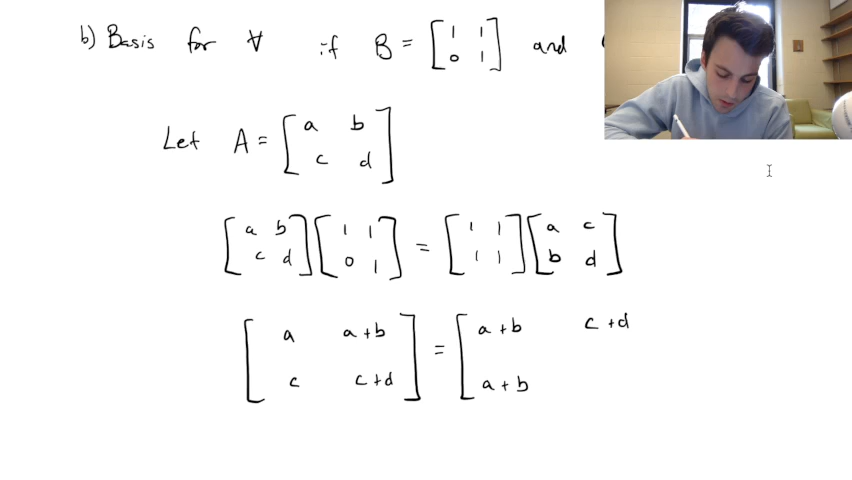 b) Basis for ∀ if B = [1 1; 0 1] and
Let A = [a b; c d]
[a b; c d] [1 1; 0 1] = [1 1; 1 1] [a c; b d]
[a a+b; c c+d] = [a+b c+d; a+b]